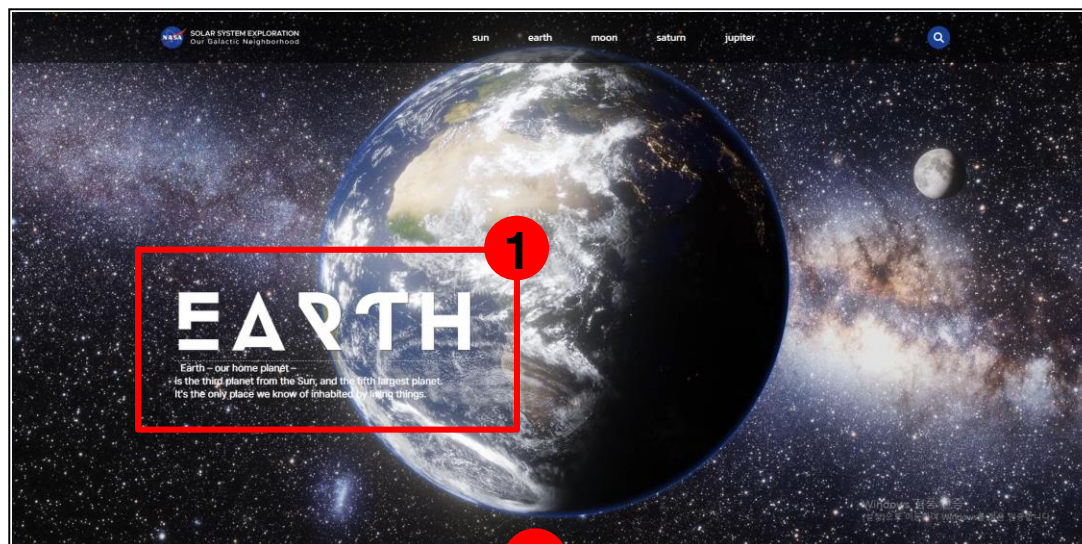 NASA
SOLAR SYSTEM EXPLORATION
Our Galactic Neighborhood
sun earth moon saturn jupiter
1
EARTH
Earth – our home planet –
is the third planet from the Sun, and the fifth largest planet.
It's the only place we know of inhabited by living things.
Windows